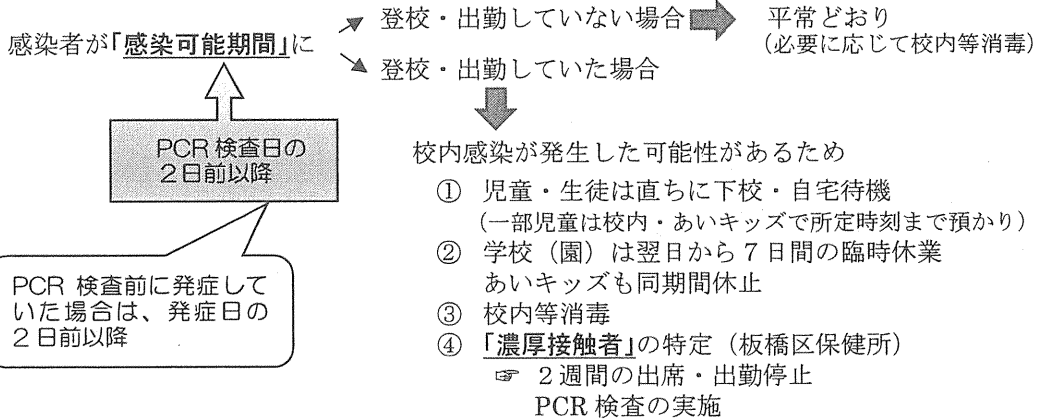 感染者が「感染可能期間」に
登校・出勤していない場合
平常どおり
（必要に応じて校内等消毒）
登校・出勤していた場合
PCR 検査日の
2日前以降
PCR 検査前に発症して
いた場合は、発症日の
2日前以降
校内感染が発生した可能性があるため
① 児童・生徒は直ちに下校・自宅待機
（一部児童は校内・あいキッズで所定時刻まで預かり）
② 学校（園）は翌日から７日間の臨時休業
あいキッズも同期間休止
③ 校内等消毒
④ 「濃厚接触者」の特定（板橋区保健所）
☞ ２週間の出席・出勤停止
PCR 検査の実施